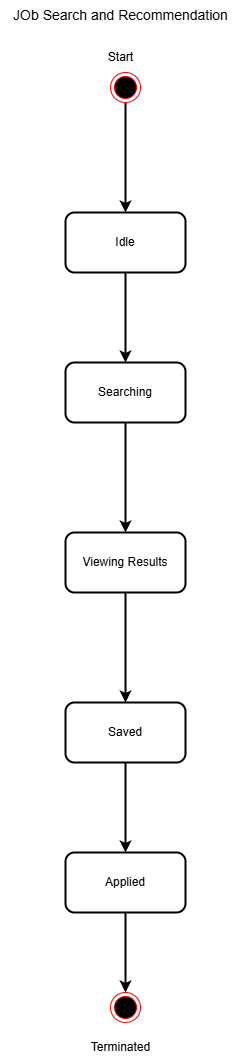 JOb Search and Recommendation
Start
Idle
Searching
Viewing Results
Saved
Applied
Terminated